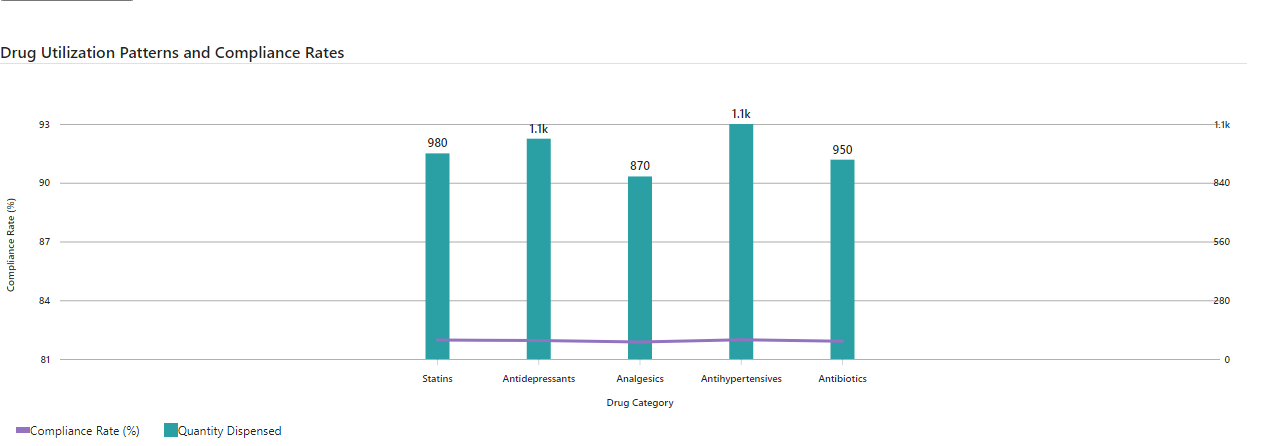 Drug Utilization Patterns and Compliance Rates
Compliance Rate (%)
93
90
87
84
81
1.1k
840
560
280
0
980
1.1k
870
1.1k
950
Statins
Antidepressants
Analgesics
Antihypertensives
Antibiotics
Drug Category
Compliance Rate (%)
Quantity Dispensed